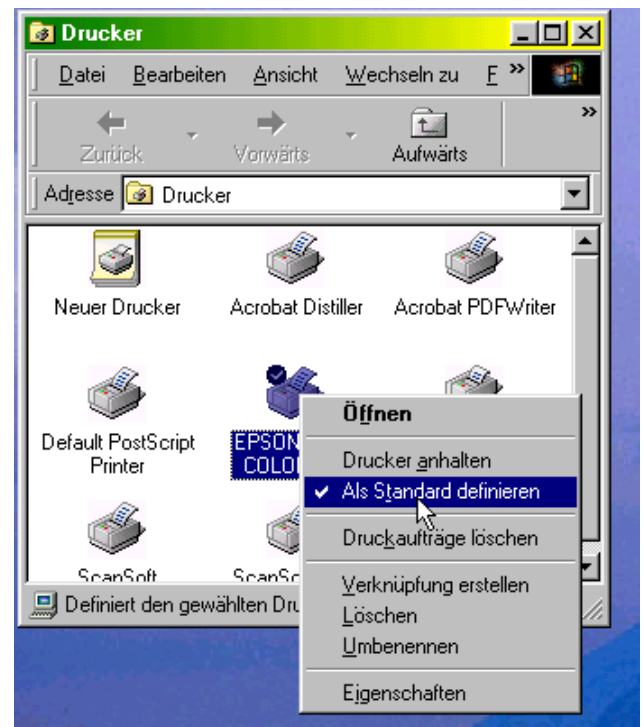 Drucker
Datei Bearbeiten Ansicht Wechseln zu F »
Zurück Vorwärts Aufwärts »
Adresse Drucker
Neuer Drucker Acrobat Distiller Acrobat PDFWriter
Default PostScript
Printer
EPSON
COLO
ScanSoft ScanSo
Definiert den gewählten Dru
Öffnen
Drucker anhalten
Als Standard definieren
Druckaufträge löschen
Verknüpfung erstellen
Löschen
Umbenennen
Eigenschaften